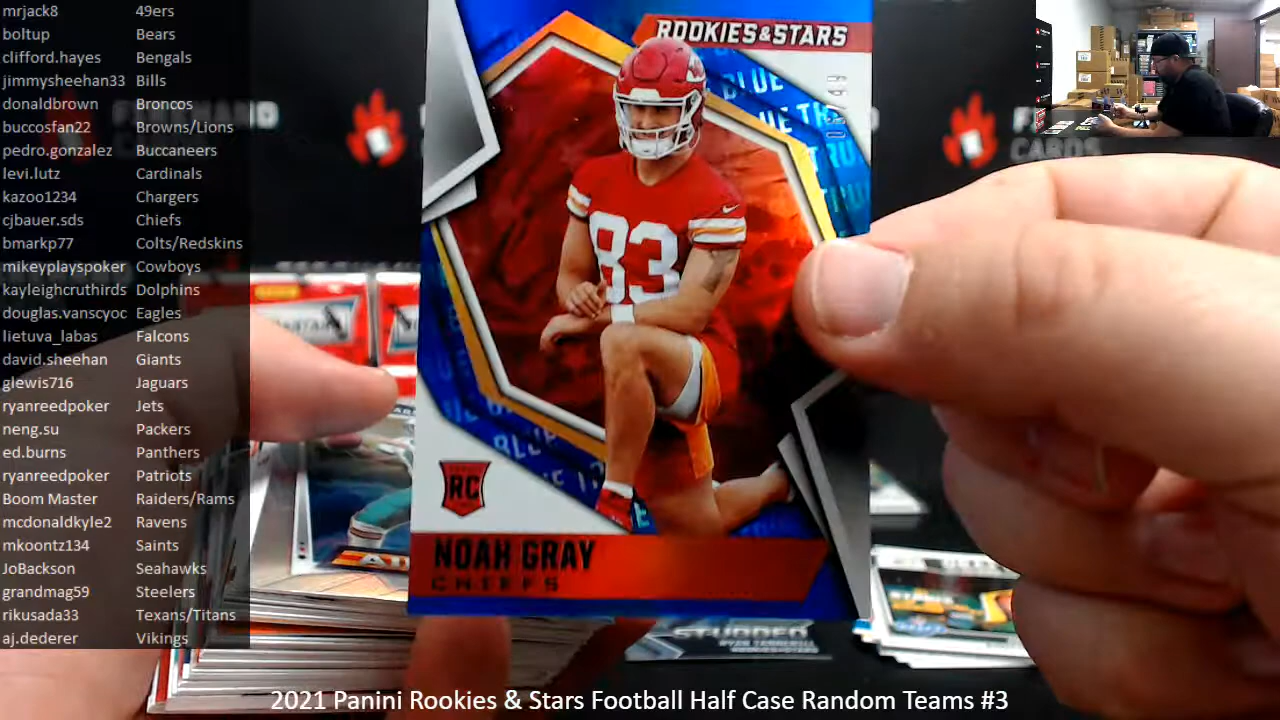 mrjack8 49ers
boltup Bears
clifford.hayes Bengals
jimmysheehan33 Bills
donaldbrown Broncos
buccosfan22 Browns/Lions
pedro.gonzalez Buccaneers
levi.lutz Cardinals
kazoo1234 Chargers
cjbauer.sds Chiefs
bmarkp77 Colts/Redskins
mikeyplayspoker Cowboys
kayleighcruthirds Dolphins
douglas.vanscyoc Eagles
lietuva_labas Falcons
david.sheehan Giants
glewis716 Jaguars
ryanreedpoker Jets
neng.su Packers
ed.burns Panthers
ryanreedpoker Patriots
Boom Master Raiders/Rams
mcdonaldkyle2 Ravens
mkoontz134 Saints
JoBackson Seahawks
grandmag59 Steelers
rikusada33 Texans/Titans
aj.dederer Vikings
ROOKIES & STARS
BLUE
BLUE
83
BLUE
RC
NOAH GRAY
CHIEFS
CARDS
STUDDED
2021 Panini Rookies & Stars Football Half Case Random Teams #3